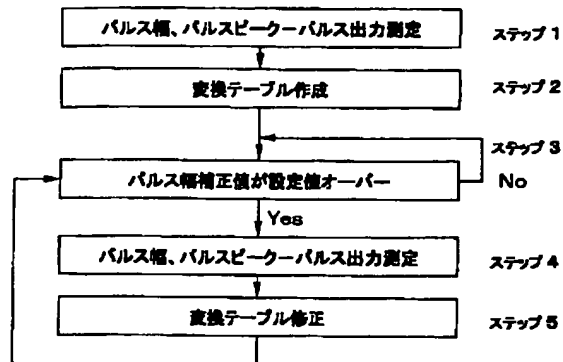 パルス幅、パルスピークーパルス出力測定 ステップ 1
変換テーブル作成 ステップ 2
ステップ 3
パルス幅補正値が設定値オーバー No
Yes
パルス幅、パルスピークーパルス出力測定 ステップ 4
変換テーブル修正 ステップ 5